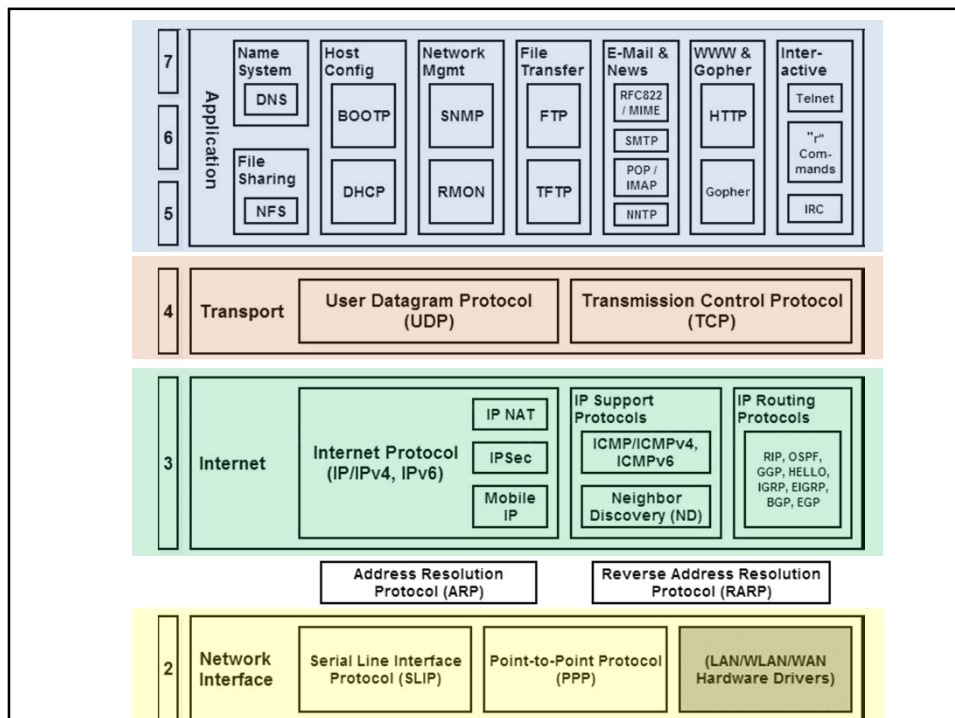 7
6
5
Application
Name
System
DNS
File
Sharing
NFS
Host
Config
BOOTP
DHCP
Network
Mgmt
SNMP
RMON
File
Transfer
FTP
TFTP
E-Mail &
News
RFC822
/ MIME
SMTP
POP /
IMAP
NNTP
WWW &
Gopher
HTTP
Gopher
Inter-
active
Telnet
"r"
Com-
mands
IRC
4
Transport
User Datagram Protocol
(UDP)
Transmission Control Protocol
(TCP)
3
Internet
Internet Protocol
(IP/IPv4, IPv6)
IP NAT
IPSec
Mobile
IP
IP Support
Protocols
ICMP/ICMPv4,
ICMPv6
Neighbor
Discovery (ND)
IP Routing
Protocols
RIP, OSPF,
GGP, HELLO,
IGRP, EIGRP,
BGP, EGP
Address Resolution
Protocol (ARP)
Reverse Address Resolution
Protocol (RARP)
2
Network
Interface
Serial Line Interface
Protocol (SLIP)
Point-to-Point Protocol
(PPP)
(LAN/WLAN/WAN
Hardware Drivers)